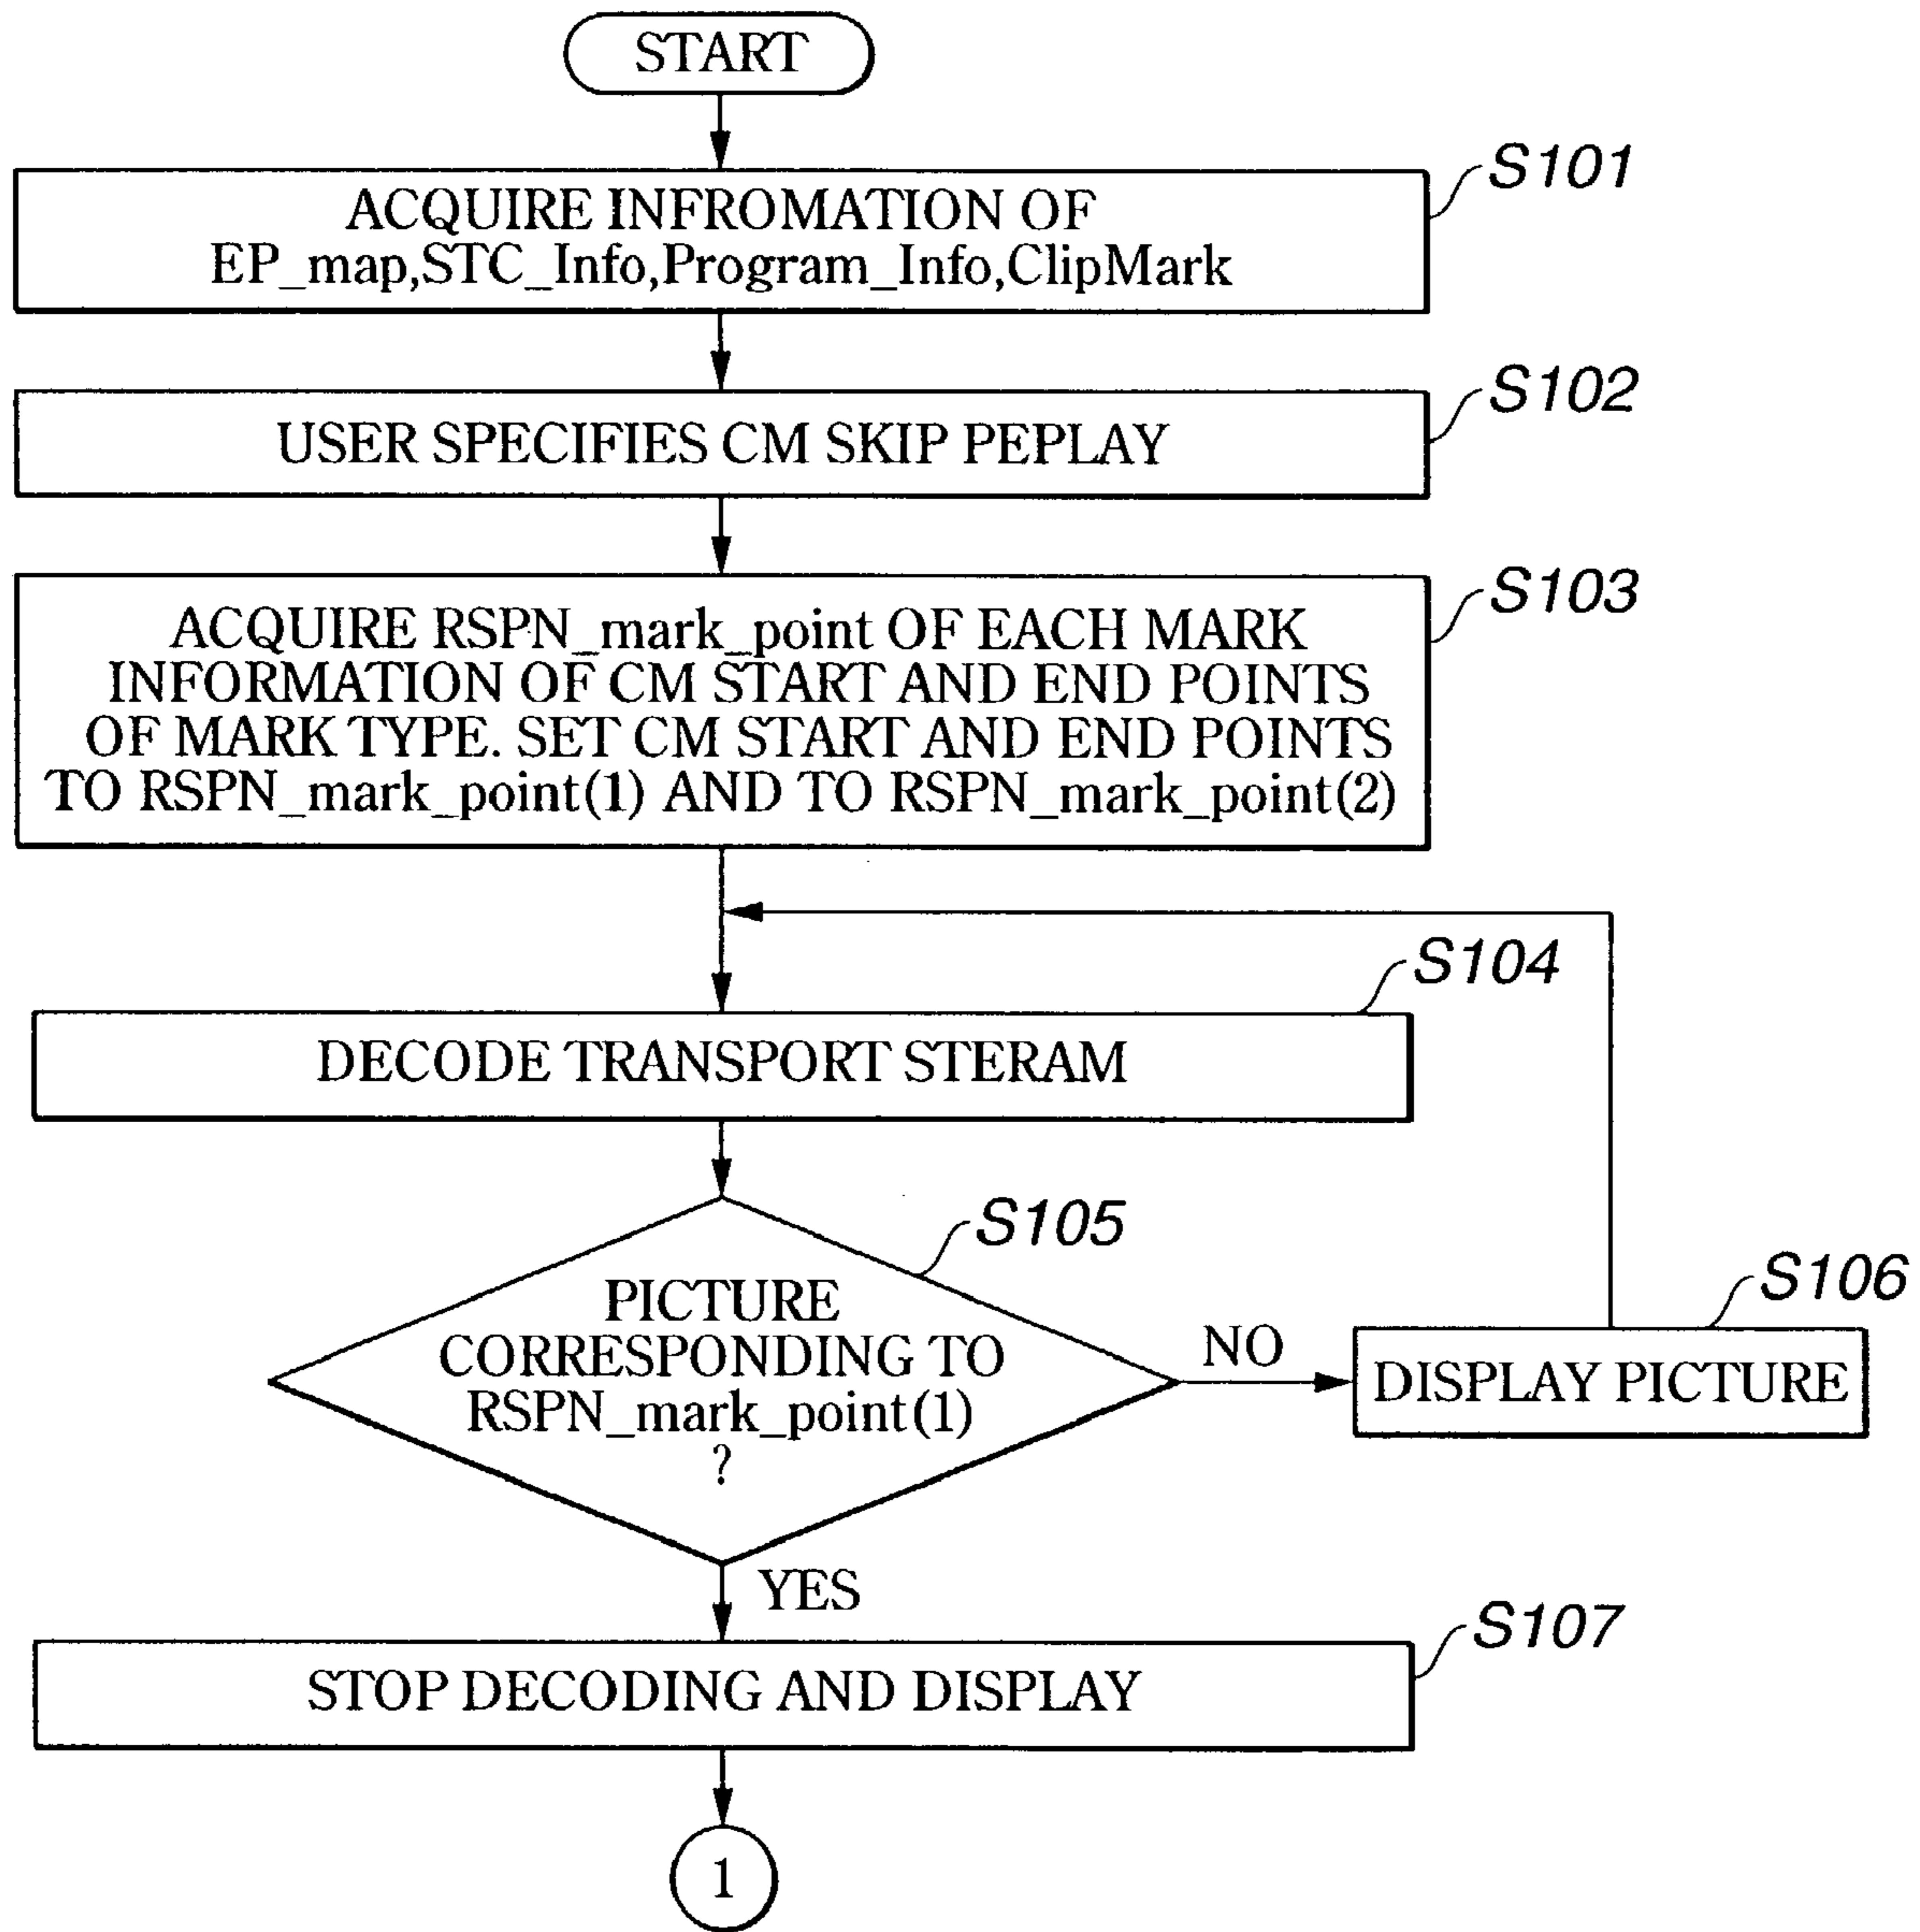 START
S101
ACQUIRE INFROMATION OF
EP_map,STC_Info,Program_Info,ClipMark
S102
USER SPECIFIES CM SKIP PEPLAY
S103
ACQUIRE RSPN_mark_point OF EACH MARK
INFORMATION OF CM START AND END POINTS
OF MARK TYPE. SET CM START AND END POINTS
TO RSPN_mark_point(1) AND TO RSPN_mark_point(2)
S104
DECODE TRANSPORT STERAM
S105
PICTURE
CORRESPONDING TO
RSPN_mark_point(1)
?
NO
S106
DISPLAY PICTURE
YES
S107
STOP DECODING AND DISPLAY
1